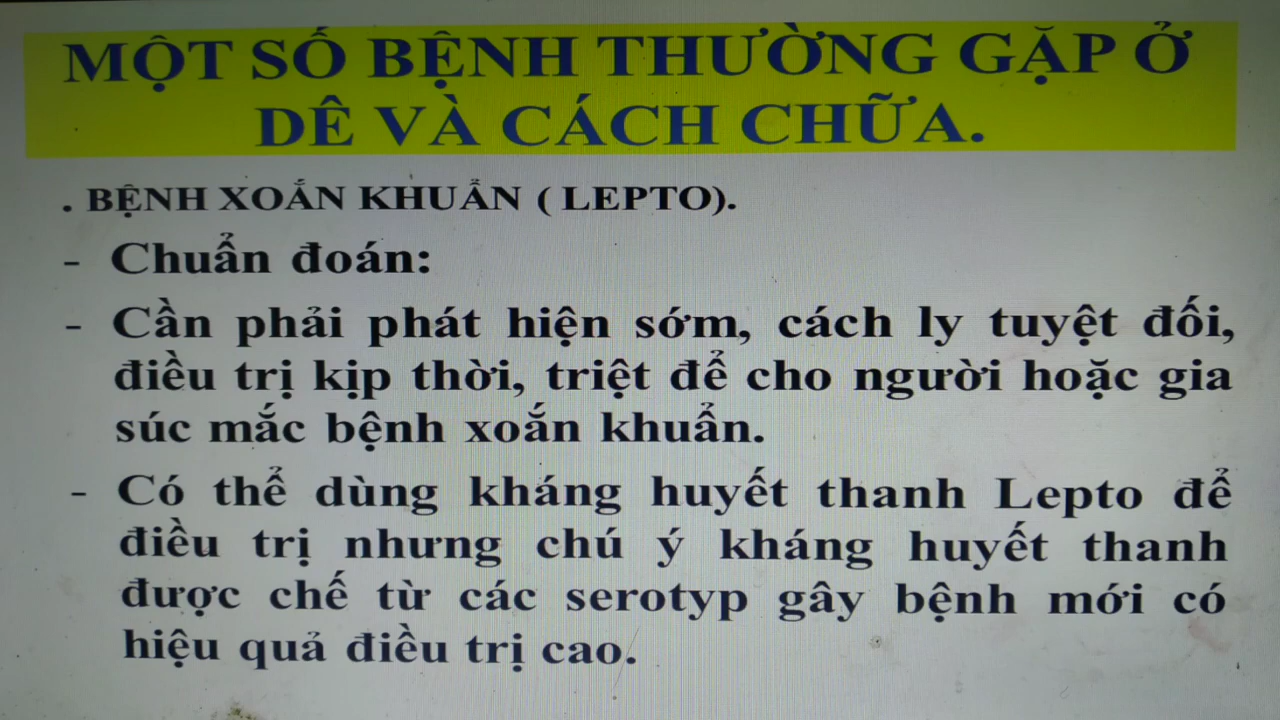 MỘT SỐ BỆNH THƯỜNG GẶP Ở
DÊ VÀ CÁCH CHỮA.
. BỆNH XOẮN KHUẨN ( LEPTO).
- Chuẩn đoán:
- Cần phải phát hiện sớm, cách ly tuyệt đối,
điều trị kịp thời, triệt để cho người hoặc gia
súc mắc bệnh xoắn khuẩn.
- Có thể dùng kháng huyết thanh Lepto để
điều trị nhưng chú ý kháng huyết thanh
được chế từ các serotyp gây bệnh mới có
hiệu quả điều trị cao.